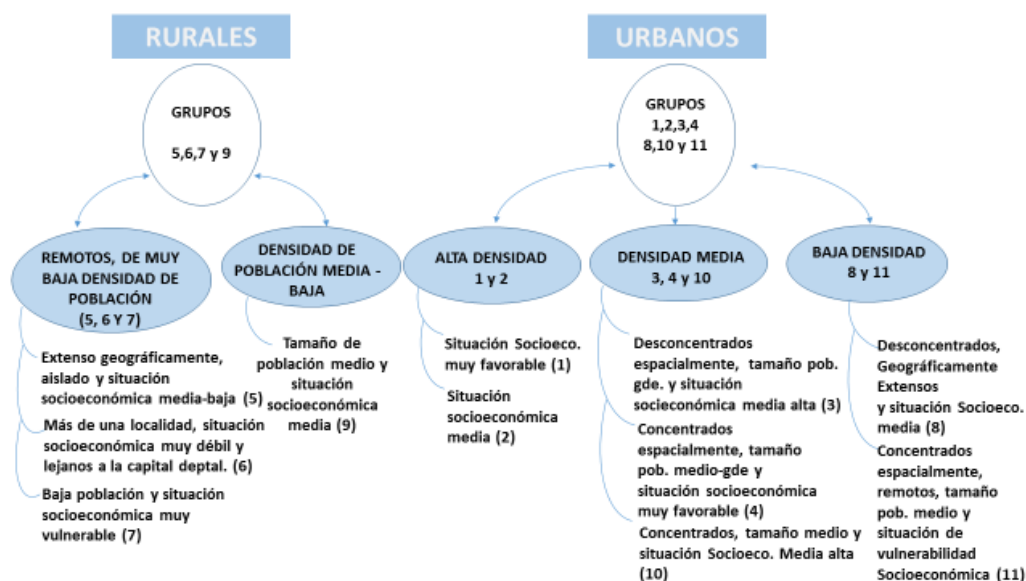 RURALES
URBANOS
GRUPOS
5,6,7 y 9
GRUPOS
1,2,3,4
8,10 y 11
REMOTOS, DE MUY
BAJA DENSIDAD DE
POBLACIÓN
(5, 6 Y 7)
DENSIDAD DE
POBLACIÓN MEDIA -
BAJA
ALTA DENSIDAD
1 y 2
DENSIDAD MEDIA
3, 4 y 10
BAJA DENSIDAD
8 y 11
Extenso geográficamente,
aislado y situación
socioeconómica media-baja (5)
Más de una localidad, situación
socioeconómica muy débil y
lejanos a la capital deptal. (6)
Baja población y situación
socioeconómica muy
vulnerable (7)
Tamaño de
población medio y
situación
socioeconómica
media (9)
Situación Socioeco.
muy favorable (1)
Situación
socioeconómica
media (2)
Desconcentrados
espacialmente, tamaño pob.
gde. y situación
socieconómica media alta (3)
Concentrados
espacialmente, tamaño
pob. medio-gde y
situación socioeconómica
muy favorable (4)
Concentrados, tamaño medio y
situación Socioeco. Media alta
(10)
Desconcentrados,
Geográficamente
Extensos
y situación Socioeco.
media (8)
Concentrados
espacialmente,
remotos, tamaño
pob. medio y
situación de
vulnerabilidad
Socioeconómica (11)